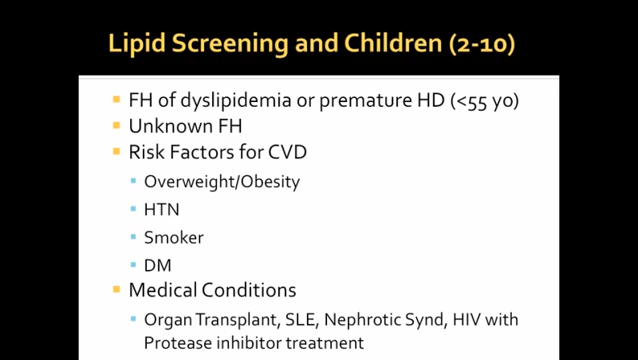 Lipid Screening and Children (2-10)
FH of dyslipidemia or premature HD (<55 yo)
Unknown FH
Risk Factors for CVD
Overweight/Obesity
HTN
Smoker
DM
Medical Conditions
Organ Transplant, SLE, Nephrotic Synd, HIV with
Protease inhibitor treatment